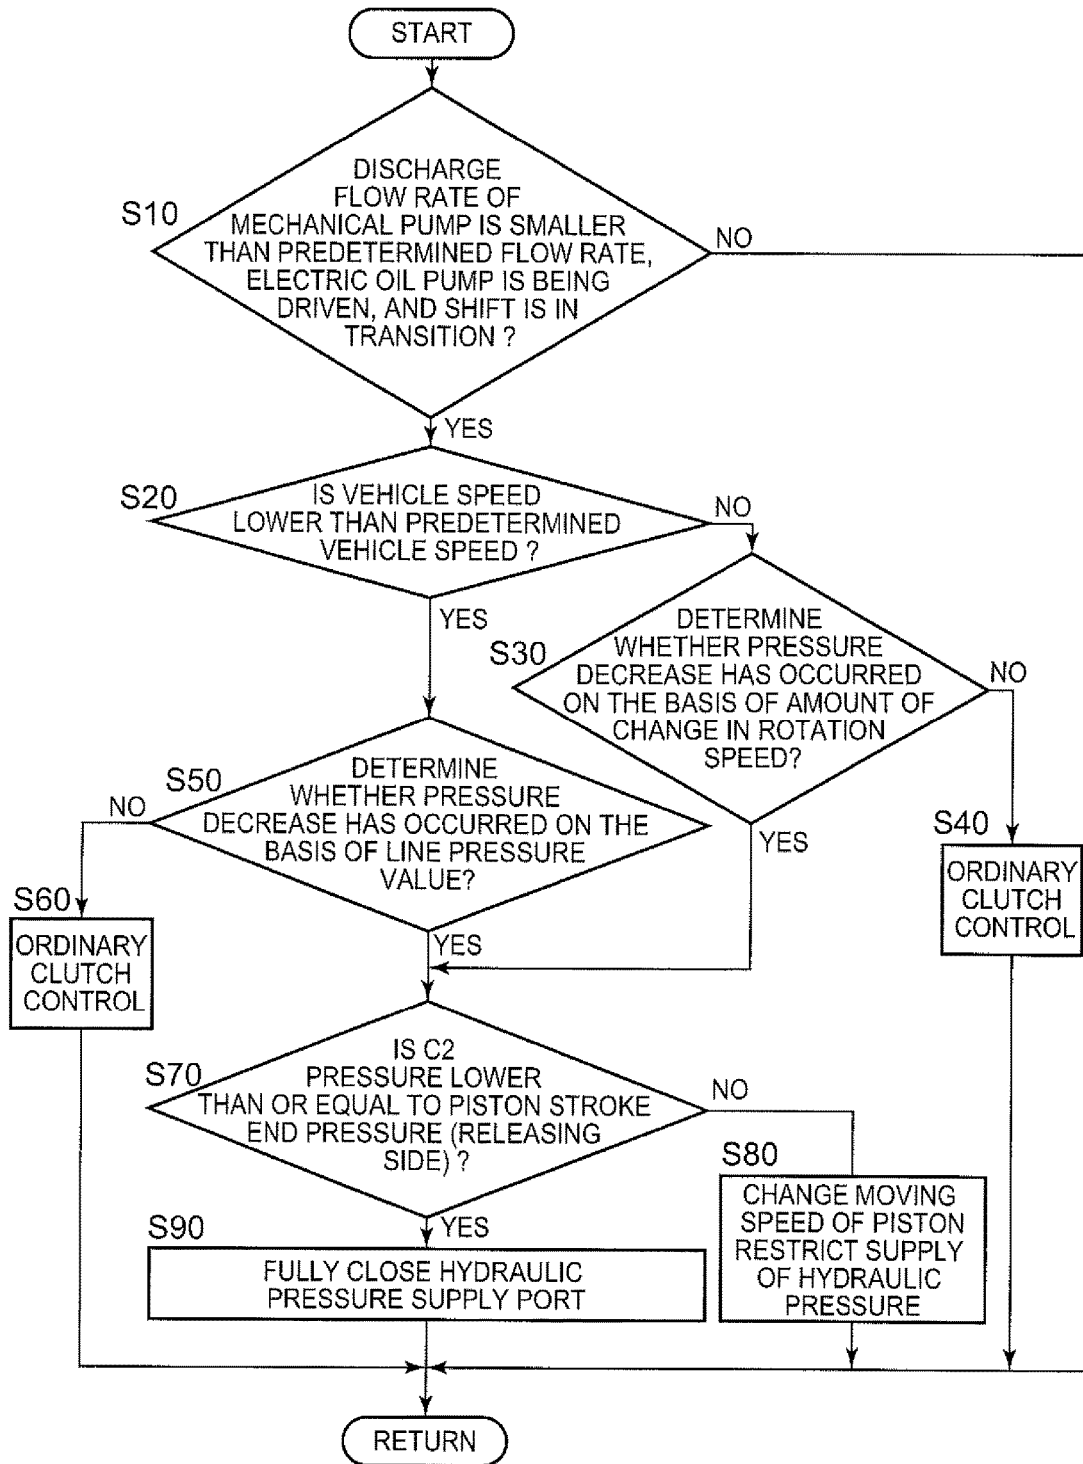 START
DISCHARGE
FLOW RATE OF
MECHANICAL PUMP IS SMALLER
THAN PREDETERMINED FLOW RATE,
ELECTRIC OIL PUMP IS BEING
DRIVEN, AND SHIFT IS IN
TRANSITION ?
S10
NO
YES
S20
IS VEHICLE SPEED
LOWER THAN PREDETERMINED
VEHICLE SPEED ?
NO
YES
S30
DETERMINE
WHETHER PRESSURE
DECREASE HAS OCCURRED
ON THE BASIS OF AMOUNT OF
CHANGE IN ROTATION
SPEED?
NO
YES
S40
ORDINARY
CLUTCH
CONTROL
S50
DETERMINE
WHETHER PRESSURE
DECREASE HAS OCCURRED ON THE
BASIS OF LINE PRESSURE
VALUE?
NO
YES
S60
ORDINARY
CLUTCH
CONTROL
S70
IS C2
PRESSURE LOWER
THAN OR EQUAL TO PISTON STROKE
END PRESSURE (RELEASING
SIDE) ?
NO
YES
S80
CHANGE MOVING
SPEED OF PISTON
RESTRICT SUPPLY
OF HYDRAULIC
PRESSURE
S90
FULLY CLOSE HYDRAULIC
PRESSURE SUPPLY PORT
RETURN